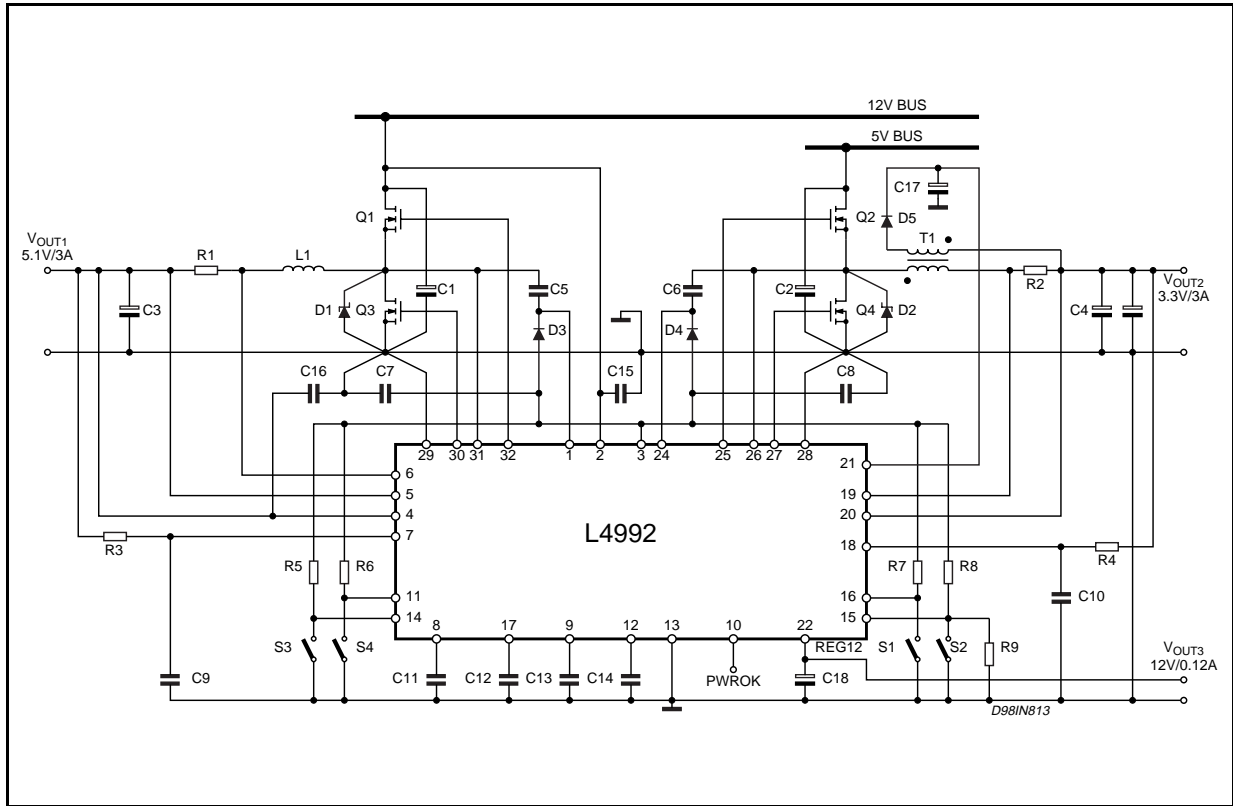 12V BUS
5V BUS
C17
Q1
Q2
D5
T1
VOUT1
5.1V/3A
R1
L1
R2
VOUT2
3.3V/3A
C3
D1
Q3
C1
C5
D3
C6
D4
C2
Q4
D2
C4
C16
C7
C15
C8
29
30
31
32
1
2
3
24
25
26
27
28
6
5
4
7
11
14
21
19
20
18
16
15
L4992
R3
R5
R6
R7
R8
R4
C10
8
17
9
12
13
10
22
REG12
S3
S4
S1
S2
R9
C9
C11
C12
C13
C14
PWROK
C18
VOUT3
12V/0.12A
D98IN813